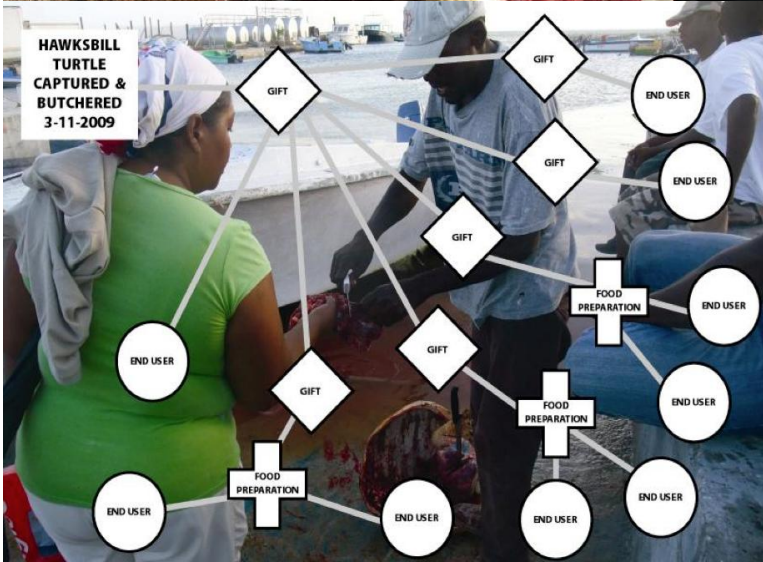 HAWKSBILL
TURTLE
CAPTURED &
BUTCHERED
3-11-2009
GIFT
GIFT
END USER
GIFT
END USER
GIFT
FOOD
PREPARATION
END USER
END USER
GIFT
FOOD
PREPARATION
END USER
END USER
END USER
GIFT
FOOD
PREPARATION
END USER
END USER